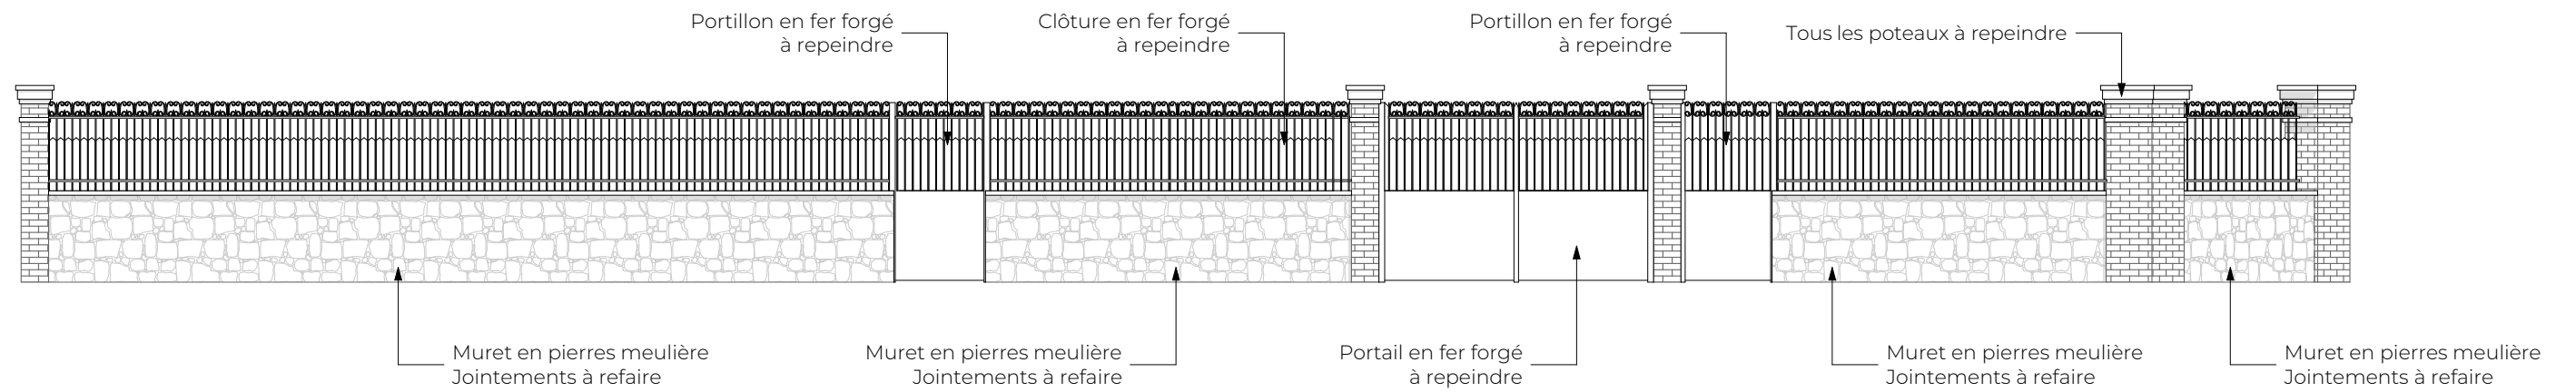 Portillon en fer forgé
à repeindre
Clôture en fer forgé
à repeindre
Portillon en fer forgé
à repeindre
Tous les poteaux à repeindre
Muret en pierres meulière
Jointements à refaire
Muret en pierres meulière
Jointements à refaire
Portail en fer forgé
à repeindre
Muret en pierres meulière
Jointements à refaire
Muret en pierres meulière
Jointements à refaire